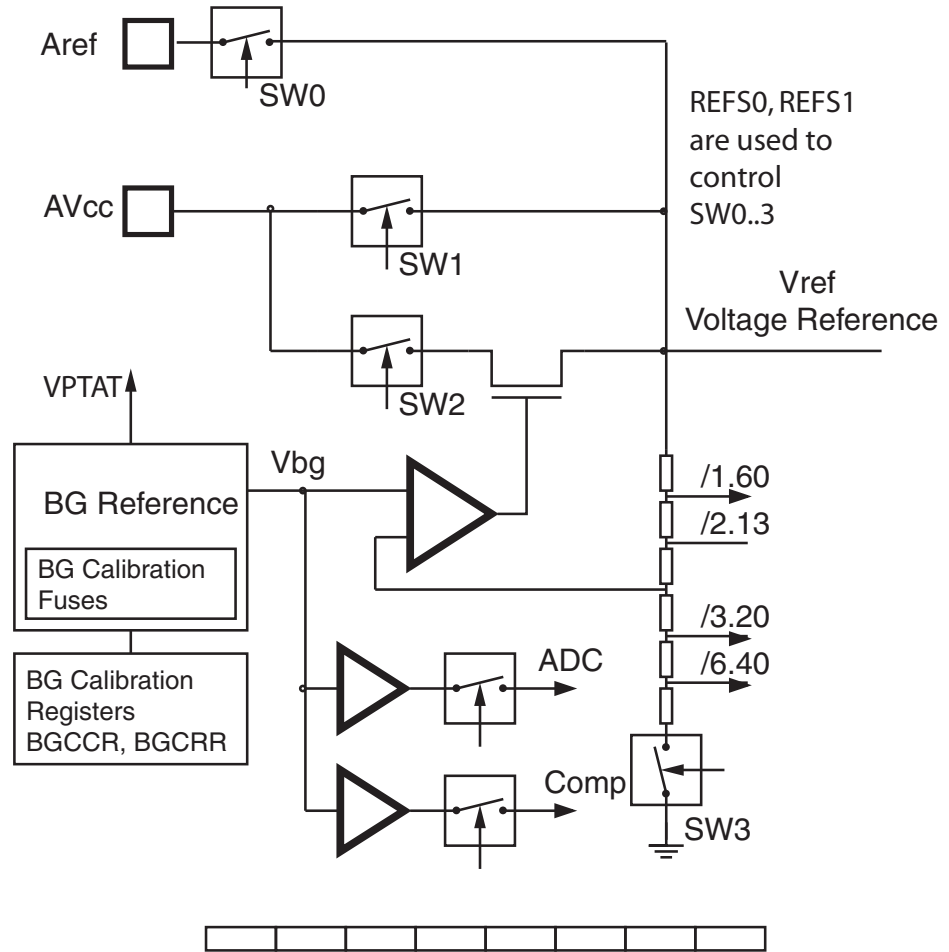 Aref
SW0
REFS0, REFS1
are used to
control
SW0..3
AVcc
SW1
Vref
Voltage Reference
SW2
VPTAT
Vbg
BG Reference
BG Calibration
Fuses
/1.60
/2.13
/3.20
/6.40
BG Calibration
Registers
BGCCR, BGCRR
ADC
Comp
SW3